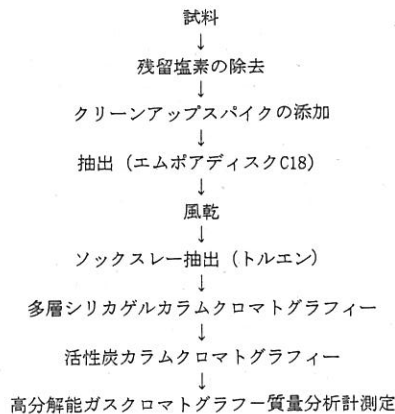 試料
↓
残留塩素の除去
↓
クリーンアップスパイクの添加
↓
抽出（エムポアディスクC18）
↓
風乾
↓
ソックスレー抽出（トルエン）
↓
多層シリカゲルカラムクロマトグラフィー
↓
活性炭カラムクロマトグラフィー
↓
高分解能ガスクロマトグラフー質量分析計測定